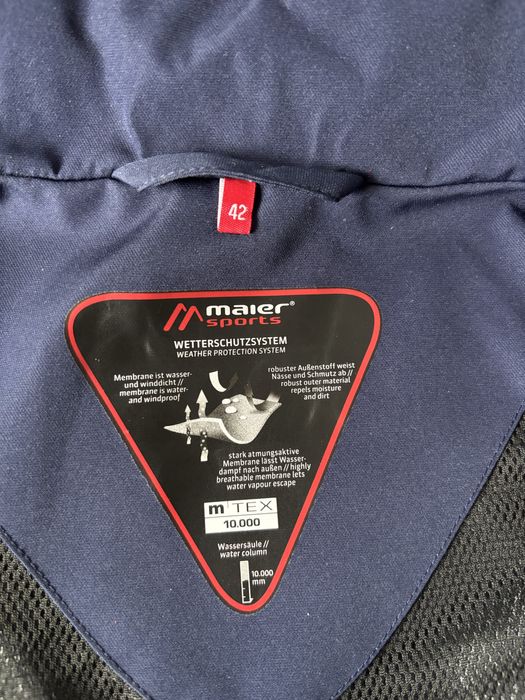 42
maier®
sports
WETTERSCHUTZSYSTEM
WEATHER PROTECTION SYSTEM
Membrane ist wasser-
und winddicht //
membrane is water-
and windproof
robuster Außenstoff weist
Nässe und Schmutz ab //
robust outer material
repels moisture
and dirt
stark atmungsaktive
Membrane lässt Wasser-
dampf nach außen // highly
breathable membrane lets
water vapour escape
m TEX
10.000
Wassersäule //
water column
10.000
mm